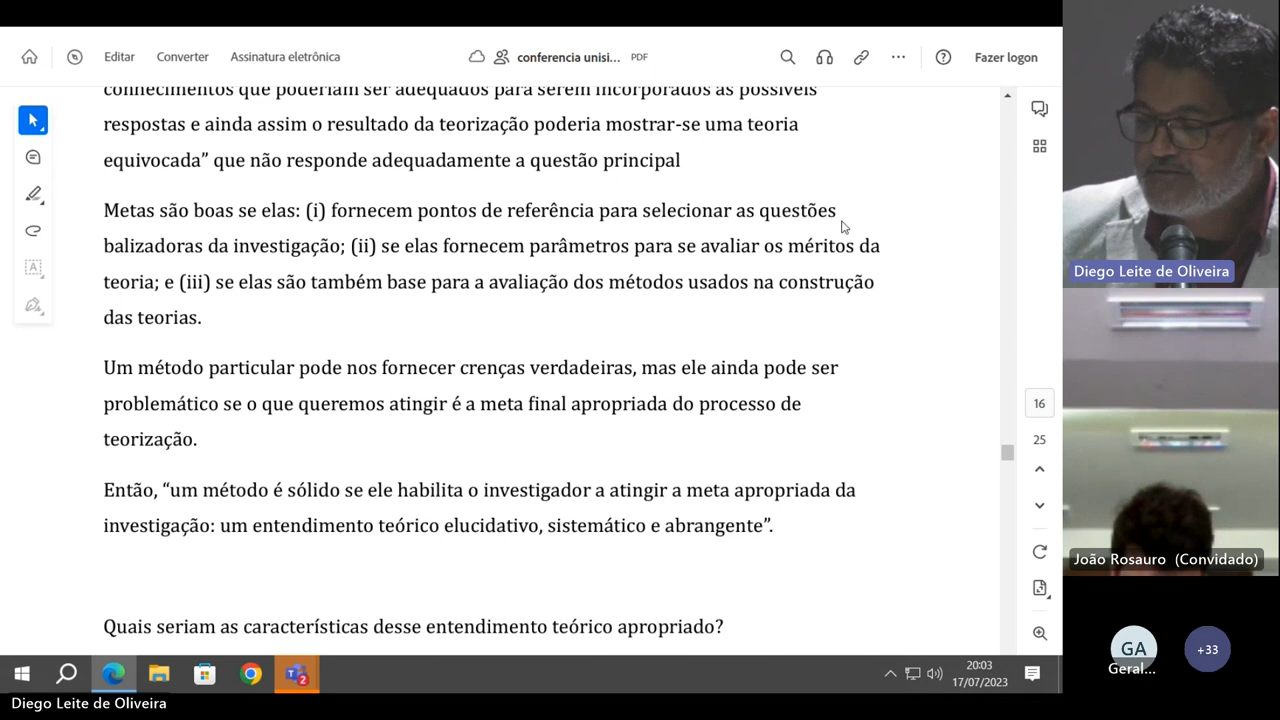 Editar
Converter
Assinatura eletrônica
conferencia unisi...
PDF
Fazer logon
conhecimentos que poderiam ser adequados para serem incorporados às possíveis
respostas e ainda assim o resultado da teorização poderia mostrar-se uma teoria
equivocada” que não responde adequadamente a questão principal
Metas são boas se elas: (i) fornecem pontos de referência para selecionar as questões
balizadoras da investigação; (ii) se elas fornecem parâmetros para se avaliar os méritos da
teoria; e (iii) se elas são também base para a avaliação dos métodos usados na construção
das teorias.
Um método particular pode nos fornecer crenças verdadeiras, mas ele ainda pode ser
problemático se o que queremos atingir é a meta final apropriada do processo de
teorização.
Então, “um método é sólido se ele habilita o investigador a atingir a meta apropriada da
investigação: um entendimento teórico elucidativo, sistemático e abrangente”.
Quais seriam as características desse entendimento teórico apropriado?
16
25
Diego Leite de Oliveira
João Rosauro (Convidado)
GA
Geral...
+33
2
20:03
17/07/2023
Diego Leite de Oliveira